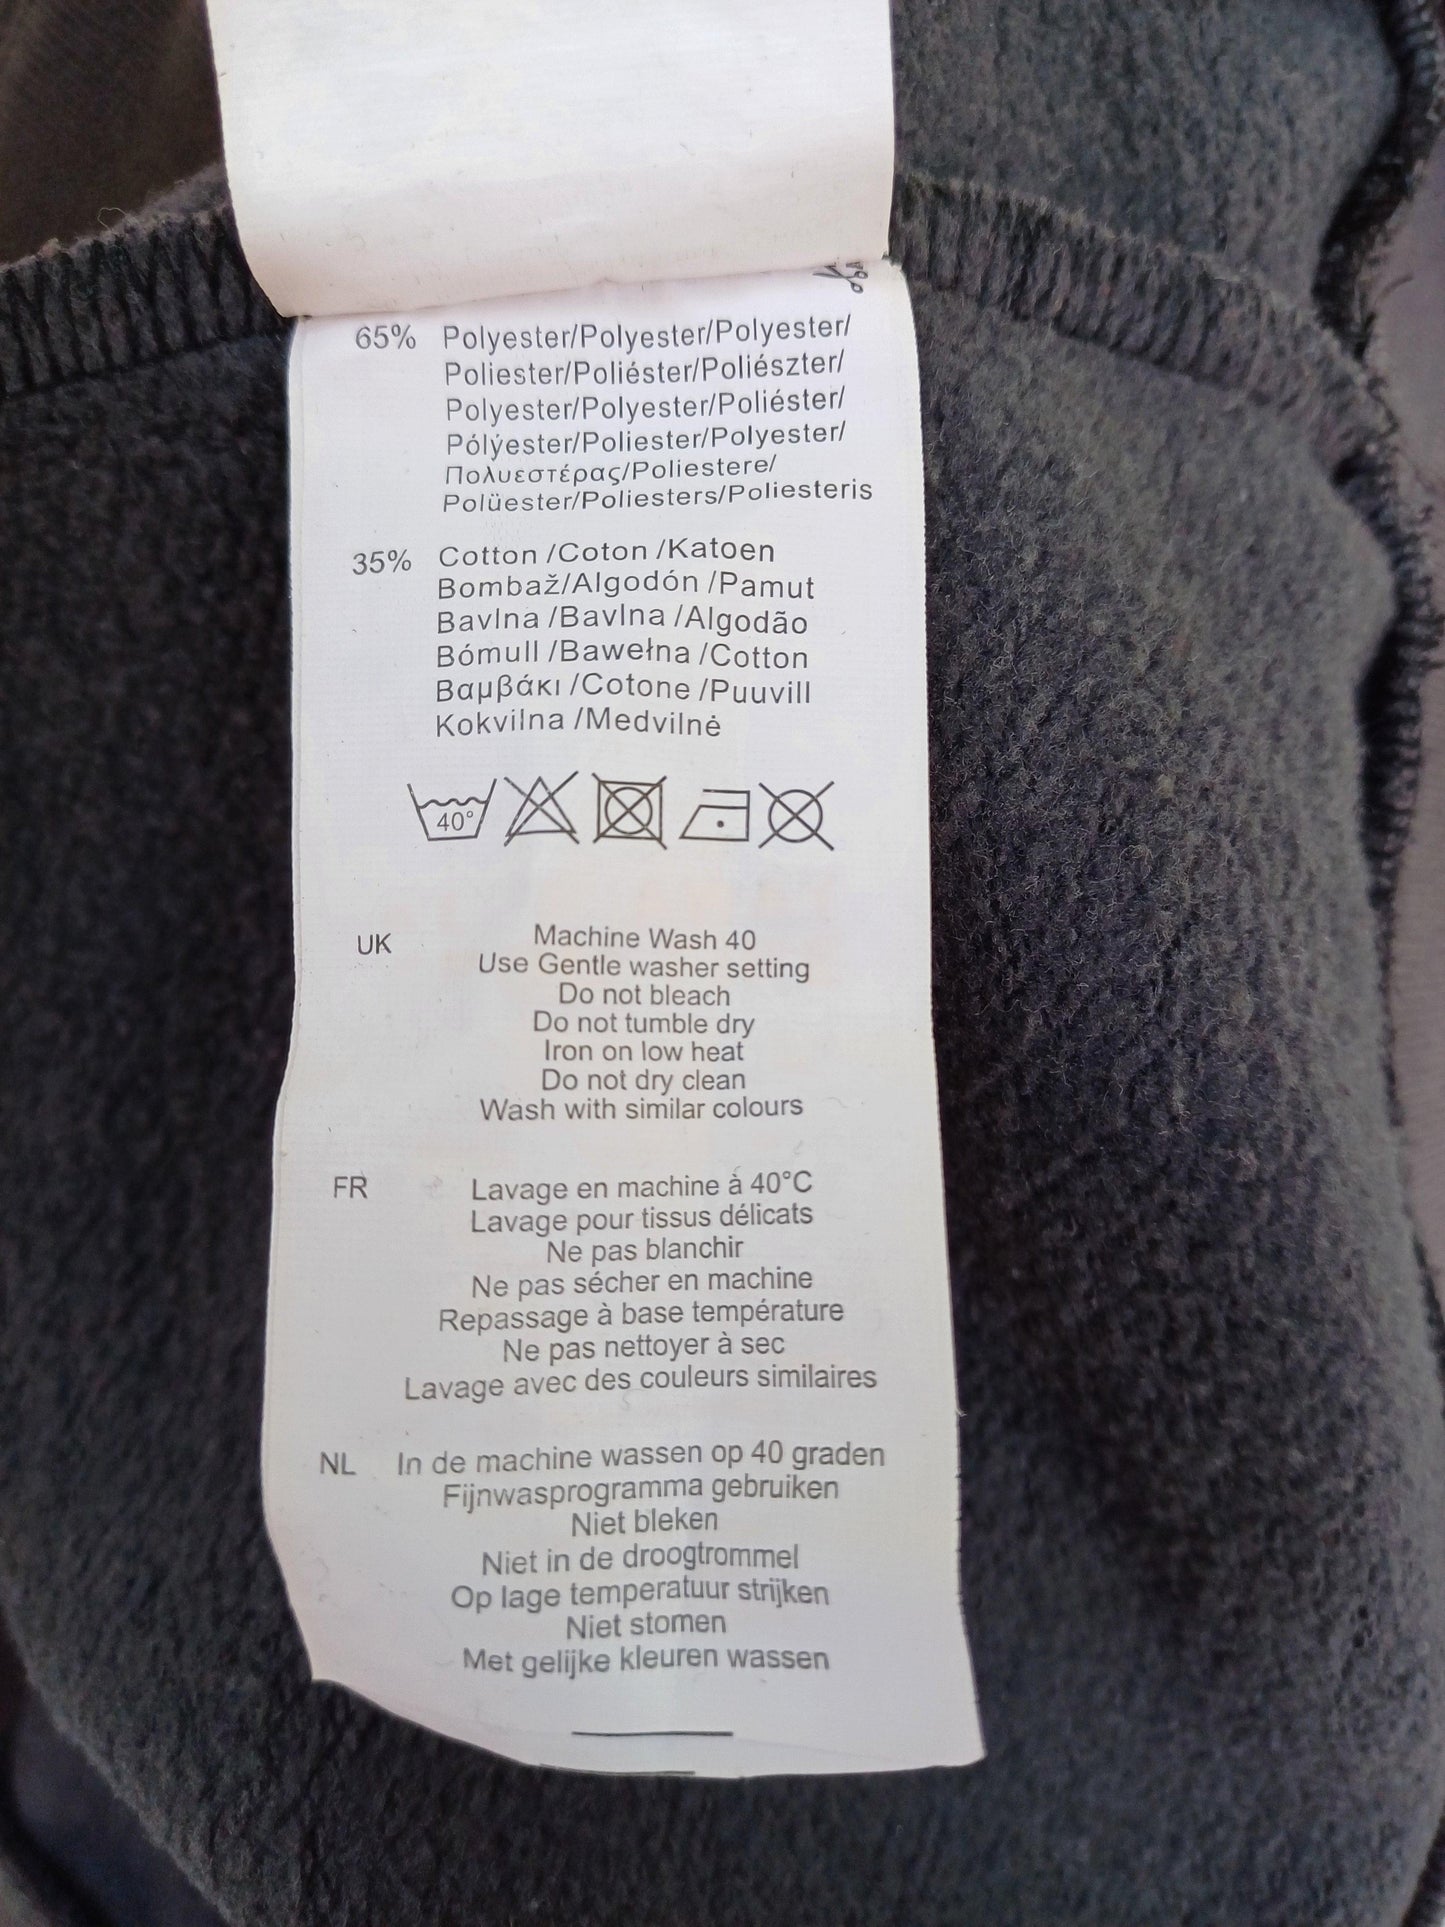 65% Polyester/Polyester/Polyester/
Poliester/Poliéster/Poliészter/
Polyester/Polyester/Poliéster/
Pólýester/Poliester/Polyester/
Πολυεστέρας/Poliestere/
Polüester/Poliesters/Poliesteris
35% Cotton /Coton /Katoen
Bombaž/Algodón /Pamut
Bavlna /Bavlna /Algodão
Bómull /Bawełna /Cotton
Βαμβάκι /Cotone /Puuvill
Kokvilna /Medvilnė
40°
UK Machine Wash 40
Use Gentle washer setting
Do not bleach
Do not tumble dry
Iron on low heat
Do not dry clean
Wash with similar colours
FR Lavage en machine à 40°C
Lavage pour tissus délicats
Ne pas blanchir
Ne pas sécher en machine
Repassage à base température
Ne pas nettoyer à sec
Lavage avec des couleurs similaires
NL In de machine wassen op 40 graden
Fijnwasprogramma gebruiken
Niet bleken
Niet in de droogtrommel
Op lage temperatuur strijken
Niet stomen
Met gelijke kleuren wassen